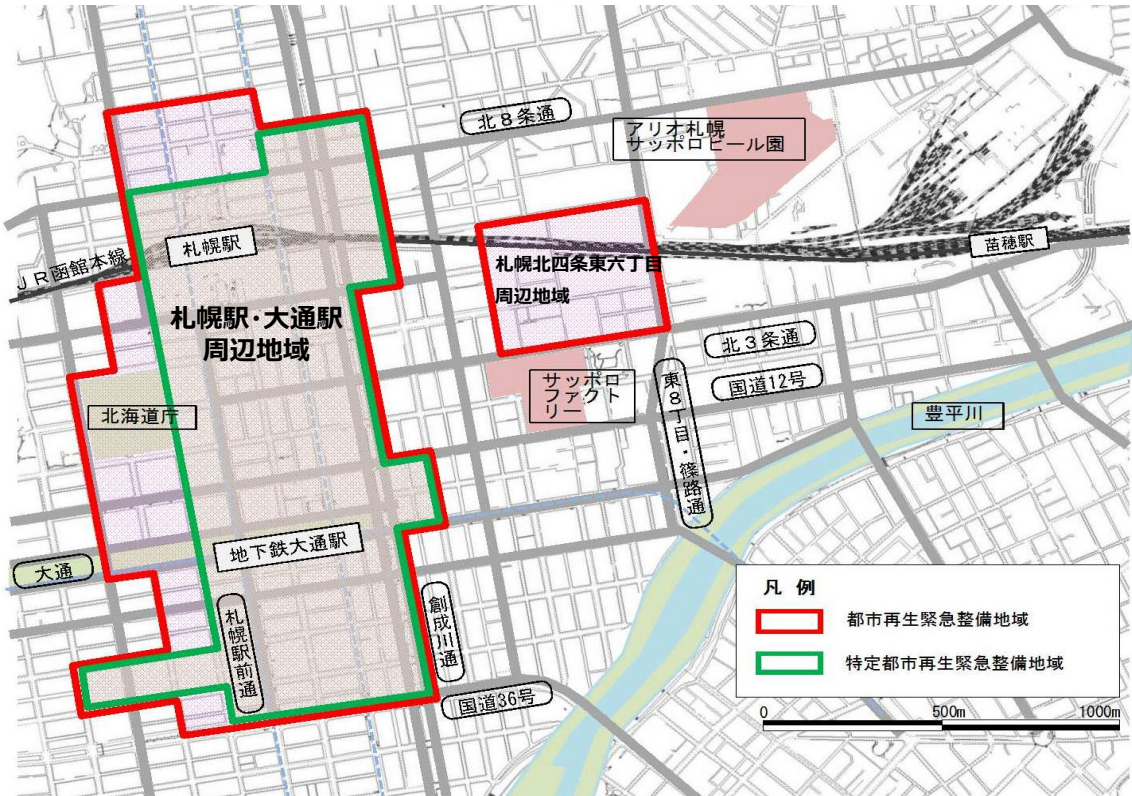 北8条通
アリオ札幌
サッポロビール園
札幌駅
JR函館本線
苗穂駅
札幌北四条東六丁目
周辺地域
札幌駅・大通駅
周辺地域
北3条通
国道12号
サッポロ
ファクト
リー
東8丁目・篠路通
北海道庁
豊平川
地下鉄大通駅
大通
創成川通
札幌駅前通
国道36号
凡 例
都市再生緊急整備地域
特定都市再生緊急整備地域
0 500m 1000m